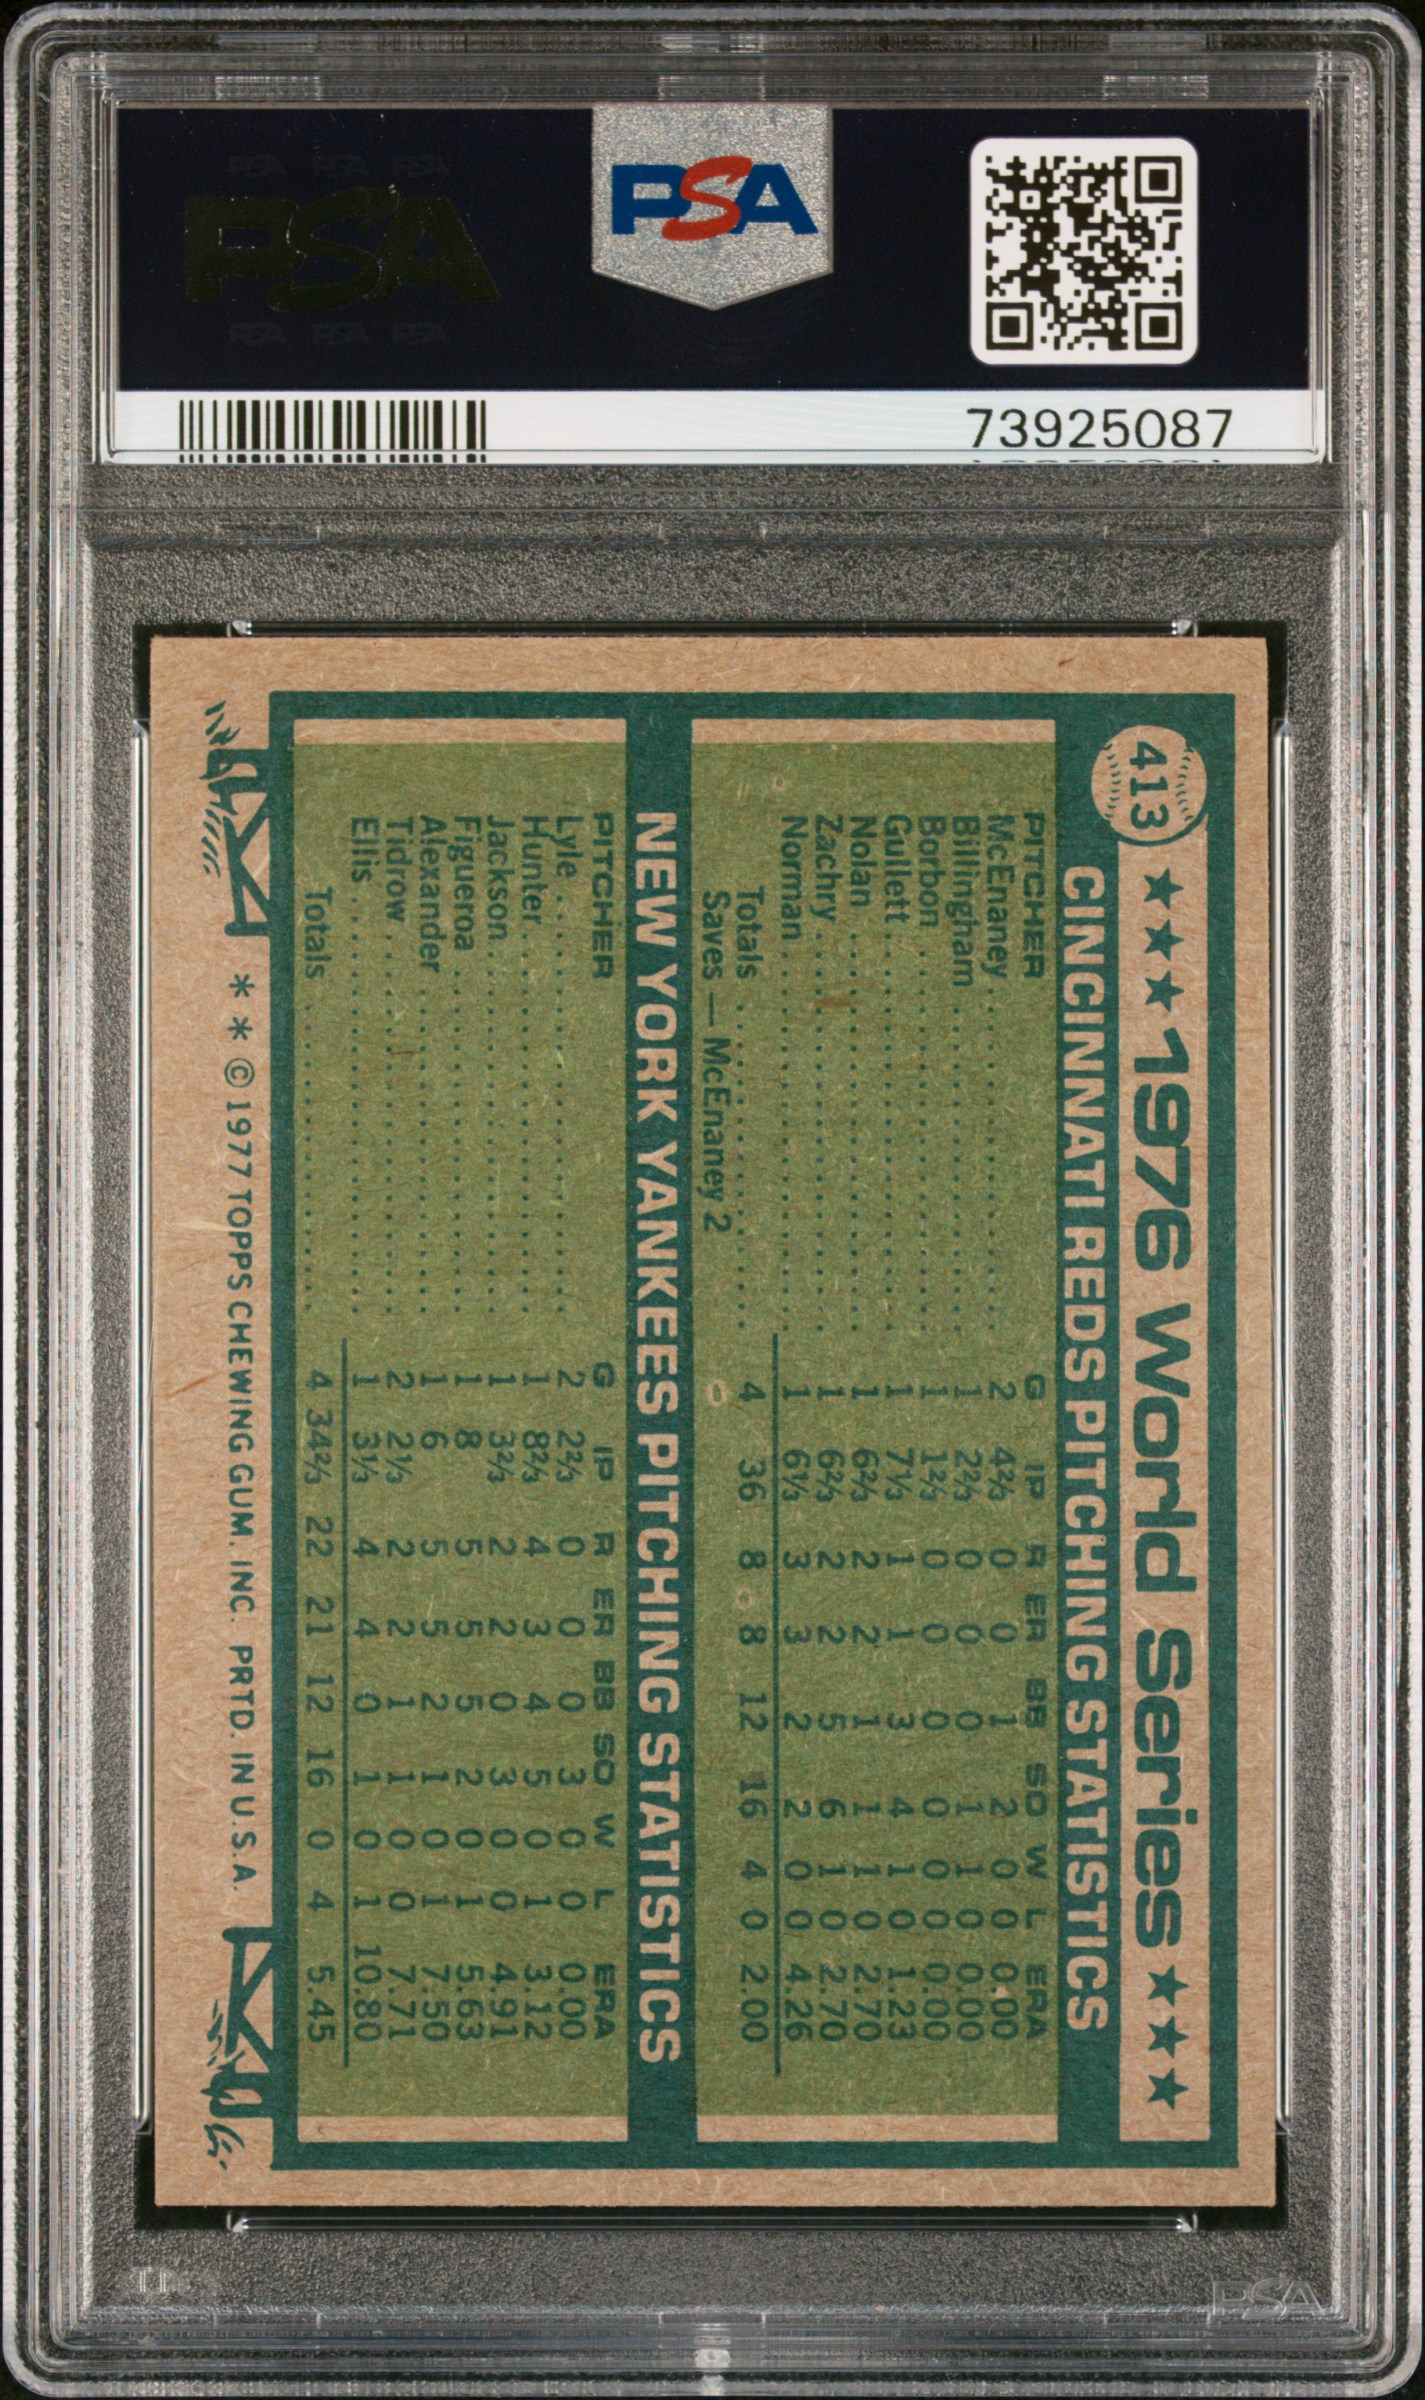 PSA PSA PSA
PSA
PSA PSA PSA
PSA
73925087
413 ★★★ 1976 World Series ★★★
CINCINNATI REDS PITCHING STATISTICS
PITCHER G IP R ER BB SO W L ERA
McEnaney 2 4⅔ 0 0 1 2 0 0 0.00
Billingham 1 2⅔ 0 0 0 1 1 0 0.00
Borbon 1 1⅔ 0 0 0 0 0 0 0.00
Gullett 1 7⅓ 1 1 3 4 1 0 1.23
Nolan 1 6⅔ 2 2 1 1 1 0 2.70
Zachry 1 6⅔ 2 2 5 6 1 0 2.70
Norman 1 6⅓ 3 3 2 2 0 0 4.26
Totals 4 36 8 8 12 16 4 0 2.00
Saves — McEnaney 2
NEW YORK YANKEES PITCHING STATISTICS
PITCHER G IP R ER BB SO W L ERA
Lyle 2 2⅔ 0 0 0 3 0 0 0.00
Hunter 1 8⅔ 4 3 4 5 0 1 3.12
Jackson 1 3⅔ 2 2 0 3 0 0 4.91
Figueroa 1 8 5 5 5 2 0 1 5.63
Alexander 1 6 5 5 2 1 0 1 7.50
Tidrow 2 2⅓ 2 2 1 1 0 0 7.71
Ellis 1 3⅓ 4 4 0 1 0 1 10.80
Totals 4 34⅔ 22 21 12 16 0 4 5.45
* * © 1977 TOPPS CHEWING GUM, INC. PRTD. IN U.S.A.
PSA